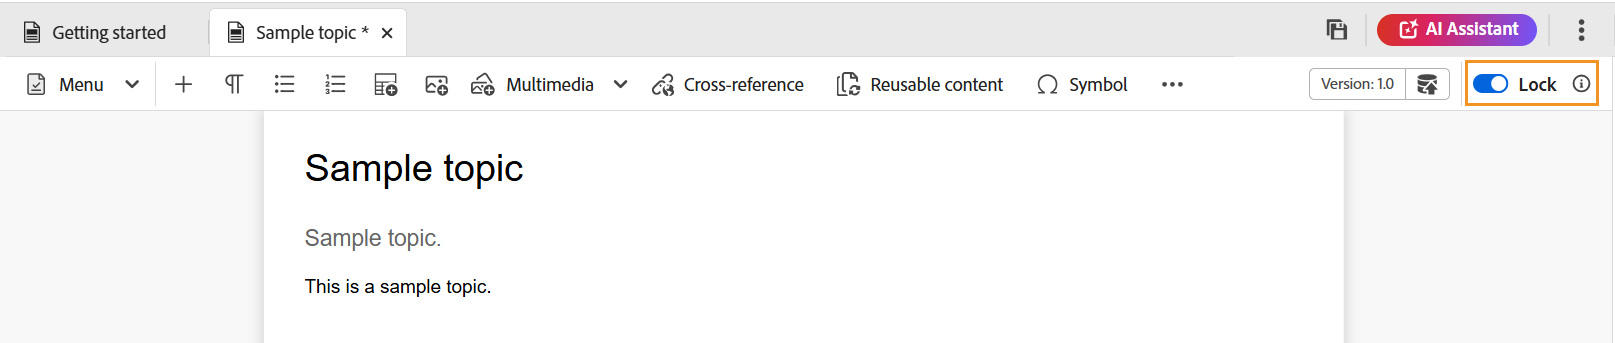 Getting started
Sample topic *
AI Assistant
Menu
Multimedia
Cross-reference
Reusable content
Symbol
Version: 1.0
Lock
Sample topic
Sample topic.
This is a sample topic.